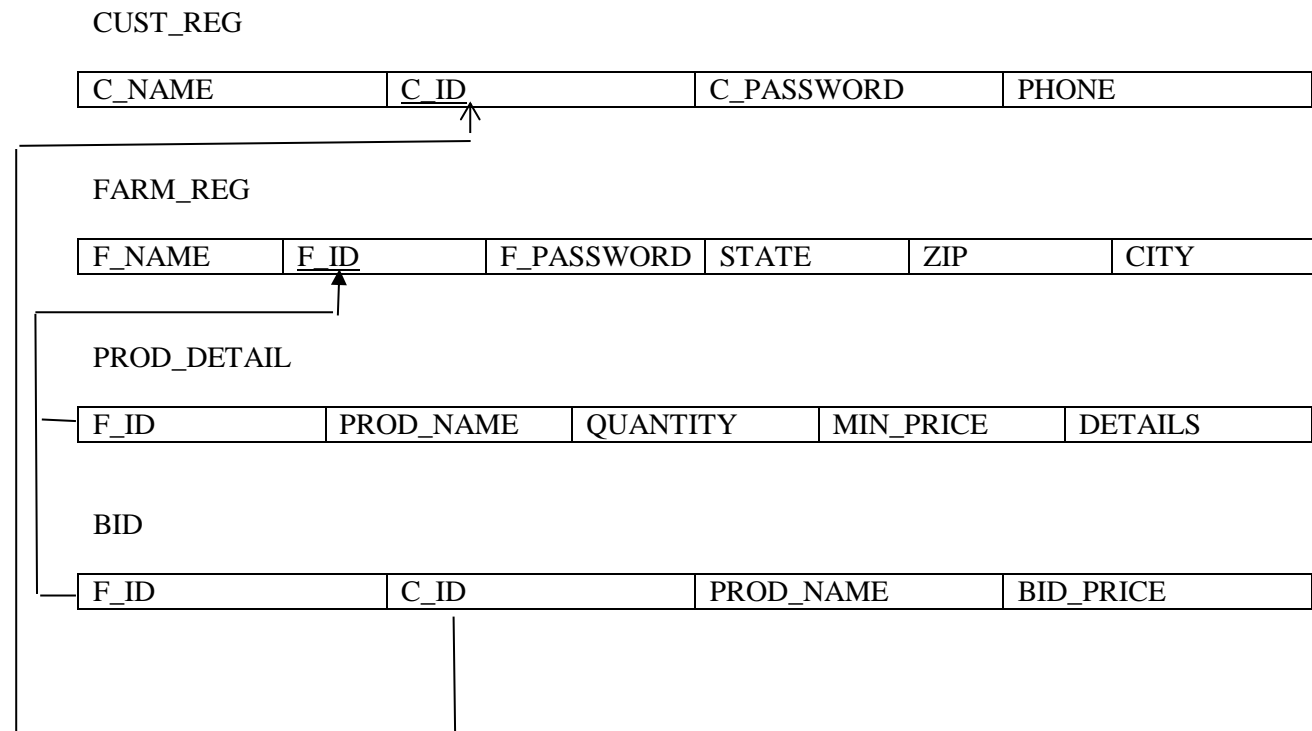 CUST_REG
C_NAME C_ID C_PASSWORD PHONE
FARM_REG
F_NAME F_ID F_PASSWORD STATE ZIP CITY
PROD_DETAIL
F_ID PROD_NAME QUANTITY MIN_PRICE DETAILS
BID
F_ID C_ID PROD_NAME BID_PRICE